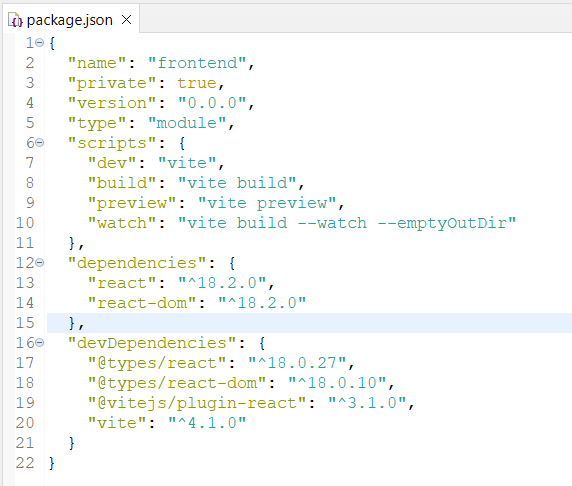 package.json
1 {
2   "name": "frontend",
3   "private": true,
4   "version": "0.0.0",
5   "type": "module",
6   "scripts": {
7     "dev": "vite",
8     "build": "vite build",
9     "preview": "vite preview",
10     "watch": "vite build --watch --emptyOutDir"
11   },
12   "dependencies": {
13     "react": "^18.2.0",
14     "react-dom": "^18.2.0"
15   },
16   "devDependencies": {
17     "@types/react": "^18.0.27",
18     "@types/react-dom": "^18.0.10",
19     "@vitejs/plugin-react": "^3.1.0",
20     "vite": "^4.1.0"
21   }
22 }